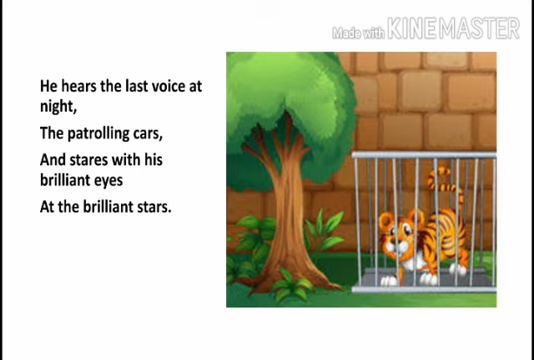 Made with KINEMASTER
He hears the last voice at
night,
The patrolling cars,
And stares with his
brilliant eyes
At the brilliant stars.